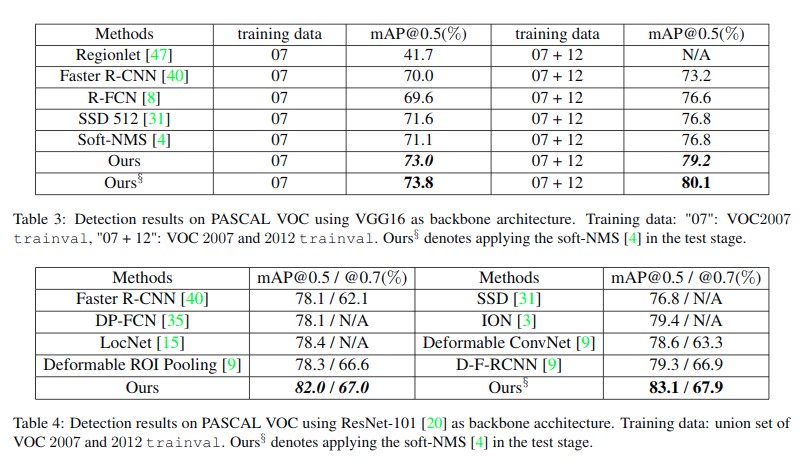 Methods training data mAP@0.5(%) training data mAP@0.5(%)
Regionlet [47] 07 41.7 07 + 12 N/A
Faster R-CNN [40] 07 70.0 07 + 12 73.2
R-FCN [8] 07 69.6 07 + 12 76.6
SSD 512 [31] 07 71.6 07 + 12 76.8
Soft-NMS [4] 07 71.1 07 + 12 76.8
Ours 07 73.0 07 + 12 79.2
Ours§ 07 73.8 07 + 12 80.1
Table 3: Detection results on PASCAL VOC using VGG16 as backbone architecture. Training data: "07": VOC2007
trainval, "07 + 12": VOC 2007 and 2012 trainval. Ours§ denotes applying the soft-NMS [4] in the test stage.
Methods mAP@0.5 / @0.7(%) Methods mAP@0.5 / @0.7(%)
Faster R-CNN [40] 78.1 / 62.1 SSD [31] 76.8 / N/A
DP-FCN [35] 78.1 / N/A ION [3] 79.4 / N/A
LocNet [15] 78.4 / N/A Deformable ConvNet [9] 78.6 / 63.3
Deformable ROI Pooling [9] 78.3 / 66.6 D-F-RCNN [9] 79.3 / 66.9
Ours 82.0 / 67.0 Ours§ 83.1 / 67.9
Table 4: Detection results on PASCAL VOC using ResNet-101 [20] as backbone acchitecture. Training data: union set of
VOC 2007 and 2012 trainval. Ours§ denotes applying the soft-NMS [4] in the test stage.